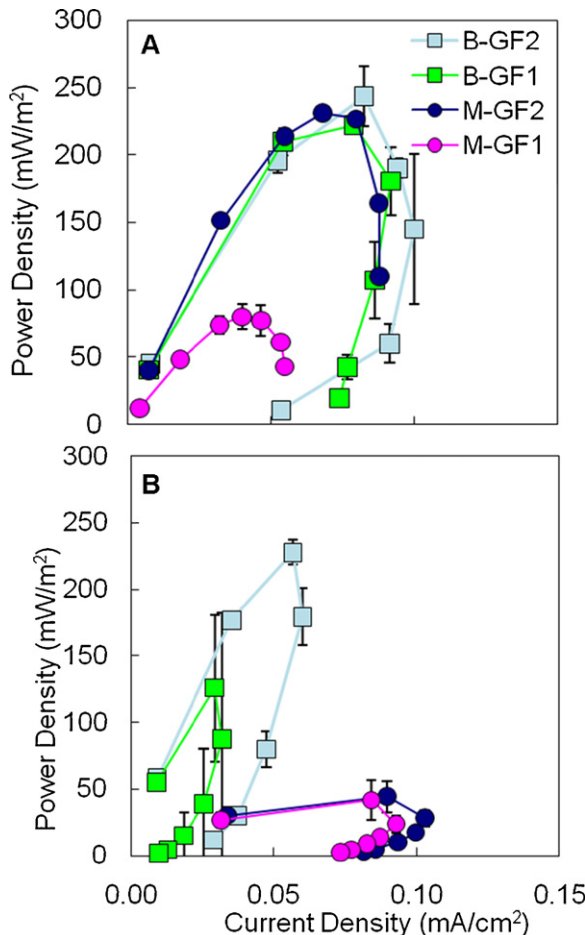 A
B-GF2
B-GF1
M-GF2
M-GF1
300
250
200
150
100
50
0
Power Density (mW/m²)
B
300
250
200
150
100
50
0
Power Density (mW/m²)
0.00 0.05 0.10 0.15
Current Density (mA/cm²)